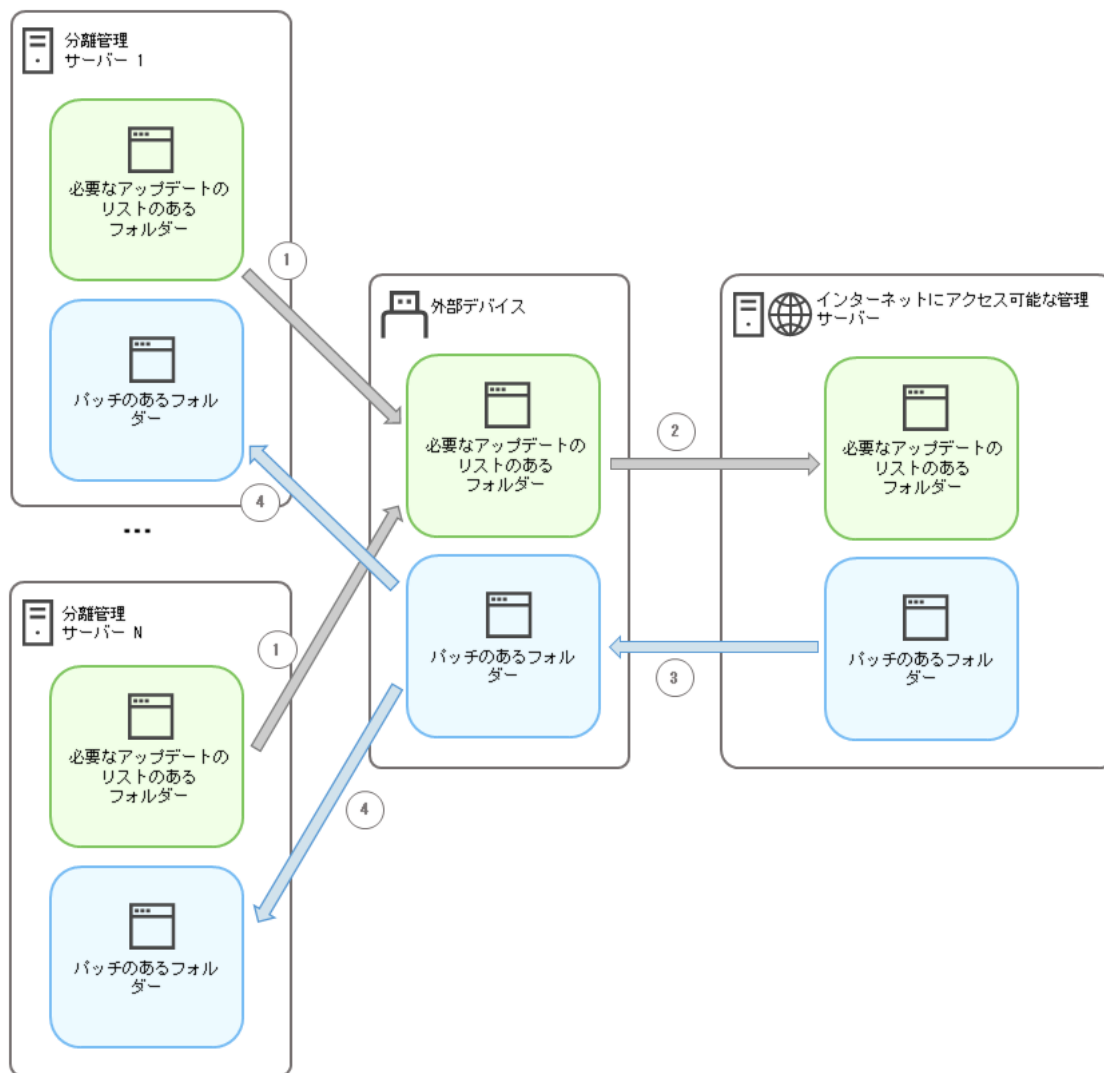 分離管理
サーバー 1
必要なアップデートの
リストのある
フォルダー
パッチのあるフォル
ダー
1
4
...
分離管理
サーバー N
必要なアップデートの
リストのある
フォルダー
パッチのあるフォル
ダー
1
4
外部デバイス
必要なアップデートの
リストのある
フォルダー
パッチのあるフォル
ダー
2
3
インターネットにアクセス可能な管理
サーバー
必要なアップデートの
リストのある
フォルダー
パッチのあるフォル
ダー